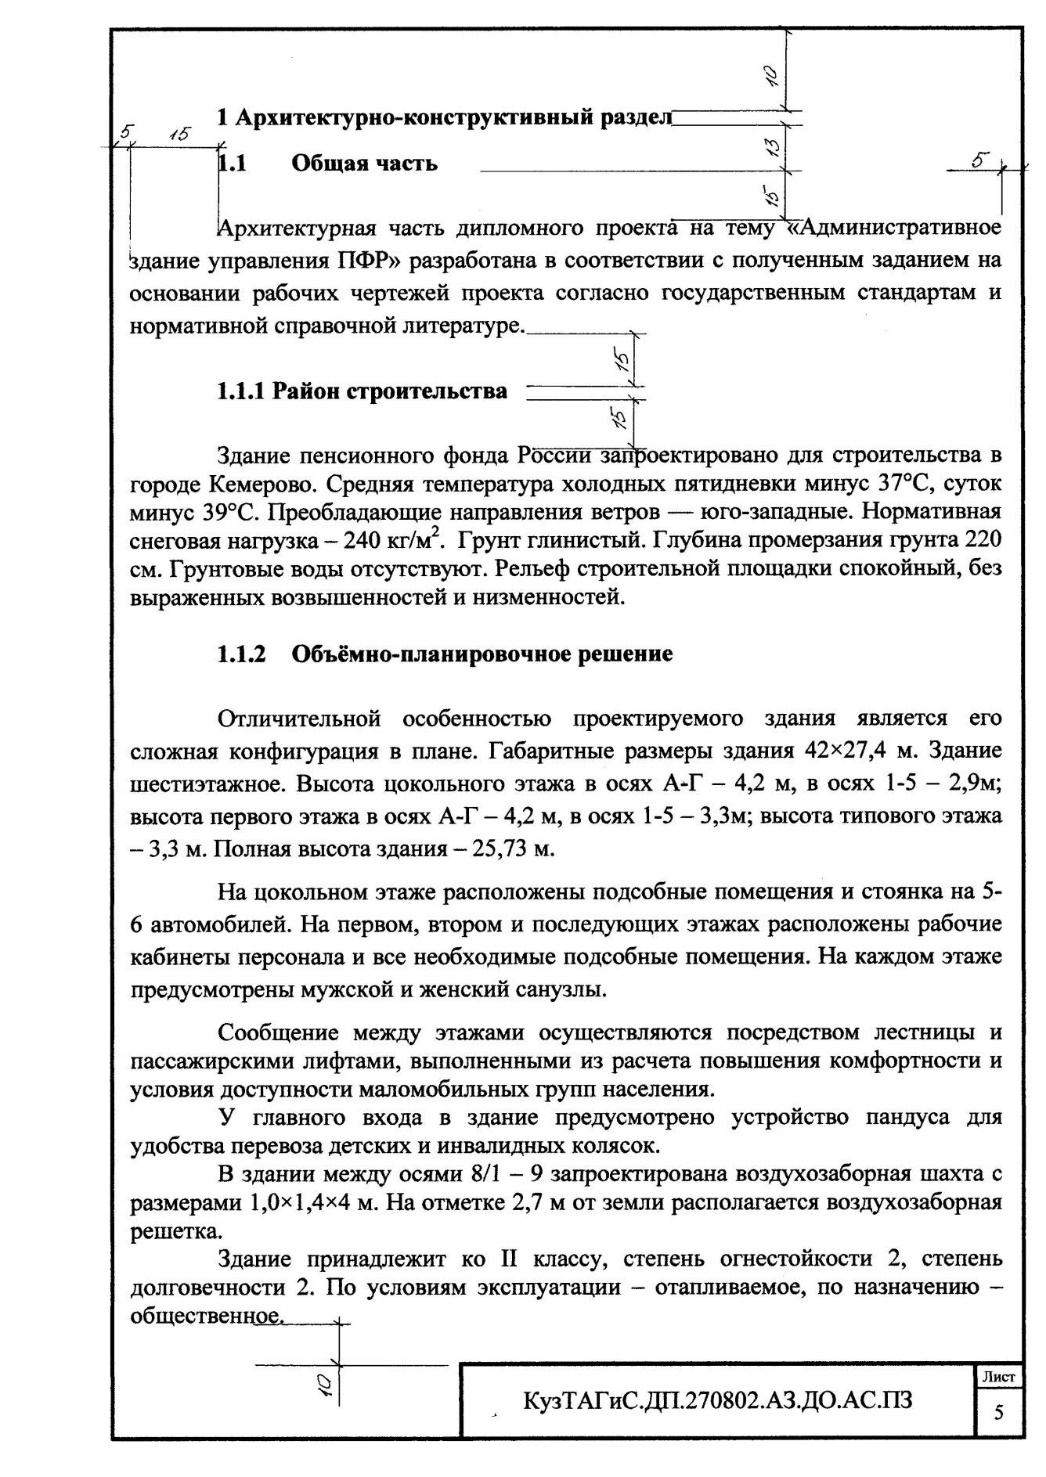 10
1 Архитектурно-конструктивный раздел
5 15 13 5
1.1 Общая часть
15
Архитектурная часть дипломного проекта на тему «Административное
здание управления ПФР» разработана в соответствии с полученным заданием на
основании рабочих чертежей проекта согласно государственным стандартам и
нормативной справочной литературе.
15
1.1.1 Район строительства
15
Здание пенсионного фонда России запроектировано для строительства в
городе Кемерово. Средняя температура холодных пятидневки минус 37°С, суток
минус 39°С. Преобладающие направления ветров — юго-западные. Нормативная
снеговая нагрузка – 240 кг/м². Грунт глинистый. Глубина промерзания грунта 220
см. Грунтовые воды отсутствуют. Рельеф строительной площадки спокойный, без
выраженных возвышенностей и низменностей.
1.1.2 Объёмно-планировочное решение
Отличительной особенностью проектируемого здания является его
сложная конфигурация в плане. Габаритные размеры здания 42×27,4 м. Здание
шестиэтажное. Высота цокольного этажа в осях А-Г – 4,2 м, в осях 1-5 – 2,9м;
высота первого этажа в осях А-Г – 4,2 м, в осях 1-5 – 3,3м; высота типового этажа
– 3,3 м. Полная высота здания – 25,73 м.
На цокольном этаже расположены подсобные помещения и стоянка на 5-
6 автомобилей. На первом, втором и последующих этажах расположены рабочие
кабинеты персонала и все необходимые подсобные помещения. На каждом этаже
предусмотрены мужской и женский санузлы.
Сообщение между этажами осуществляются посредством лестницы и
пассажирскими лифтами, выполненными из расчета повышения комфортности и
условия доступности маломобильных групп населения.
У главного входа в здание предусмотрено устройство пандуса для
удобства перевоза детских и инвалидных колясок.
В здании между осями 8/1 – 9 запроектирована воздухозаборная шахта с
размерами 1,0×1,4×4 м. На отметке 2,7 м от земли располагается воздухозаборная
решетка.
Здание принадлежит ко II классу, степень огнестойкости 2, степень
долговечности 2. По условиям эксплуатации – отапливаемое, по назначению –
общественное.
10
КузТАГиС.ДП.270802.АЗ.ДО.АС.ПЗ
Лист
5